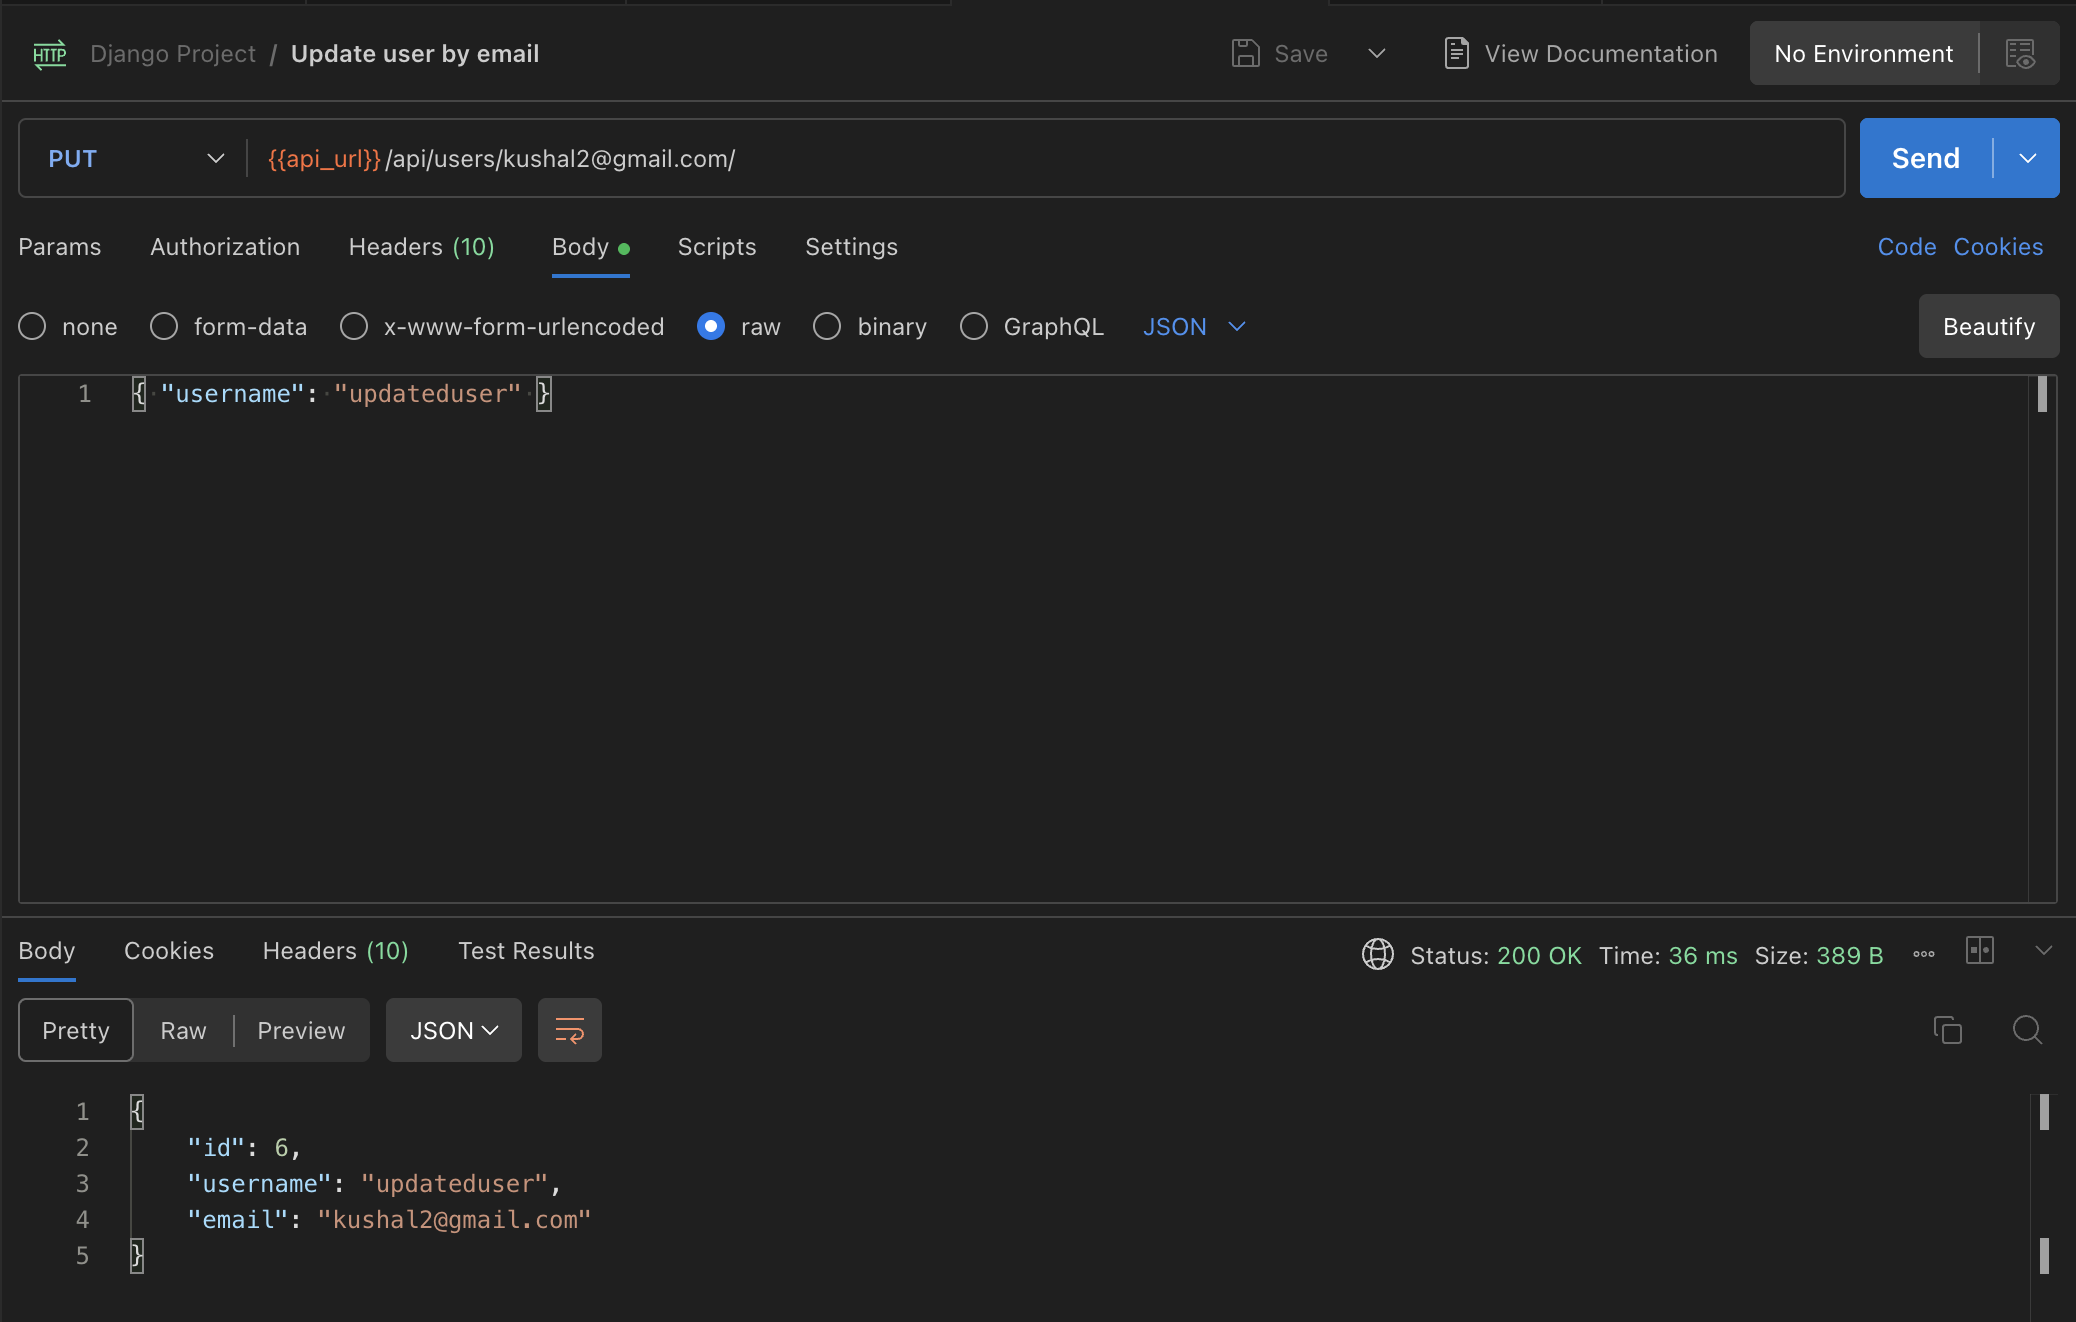 HTTP Django Project / Update user by email Save View Documentation No Environment
PUT {{api_url}}/api/users/kushal2@gmail.com/ Send
Params Authorization Headers (10) Body Scripts Settings Code Cookies
none form-data x-www-form-urlencoded raw binary GraphQL JSON Beautify
1 { "username": "updateduser" }
Body Cookies Headers (10) Test Results Status: 200 OK Time: 36 ms Size: 389 B
Pretty Raw Preview JSON
1 {
2 "id": 6,
3 "username": "updateduser",
4 "email": "kushal2@gmail.com"
5 }